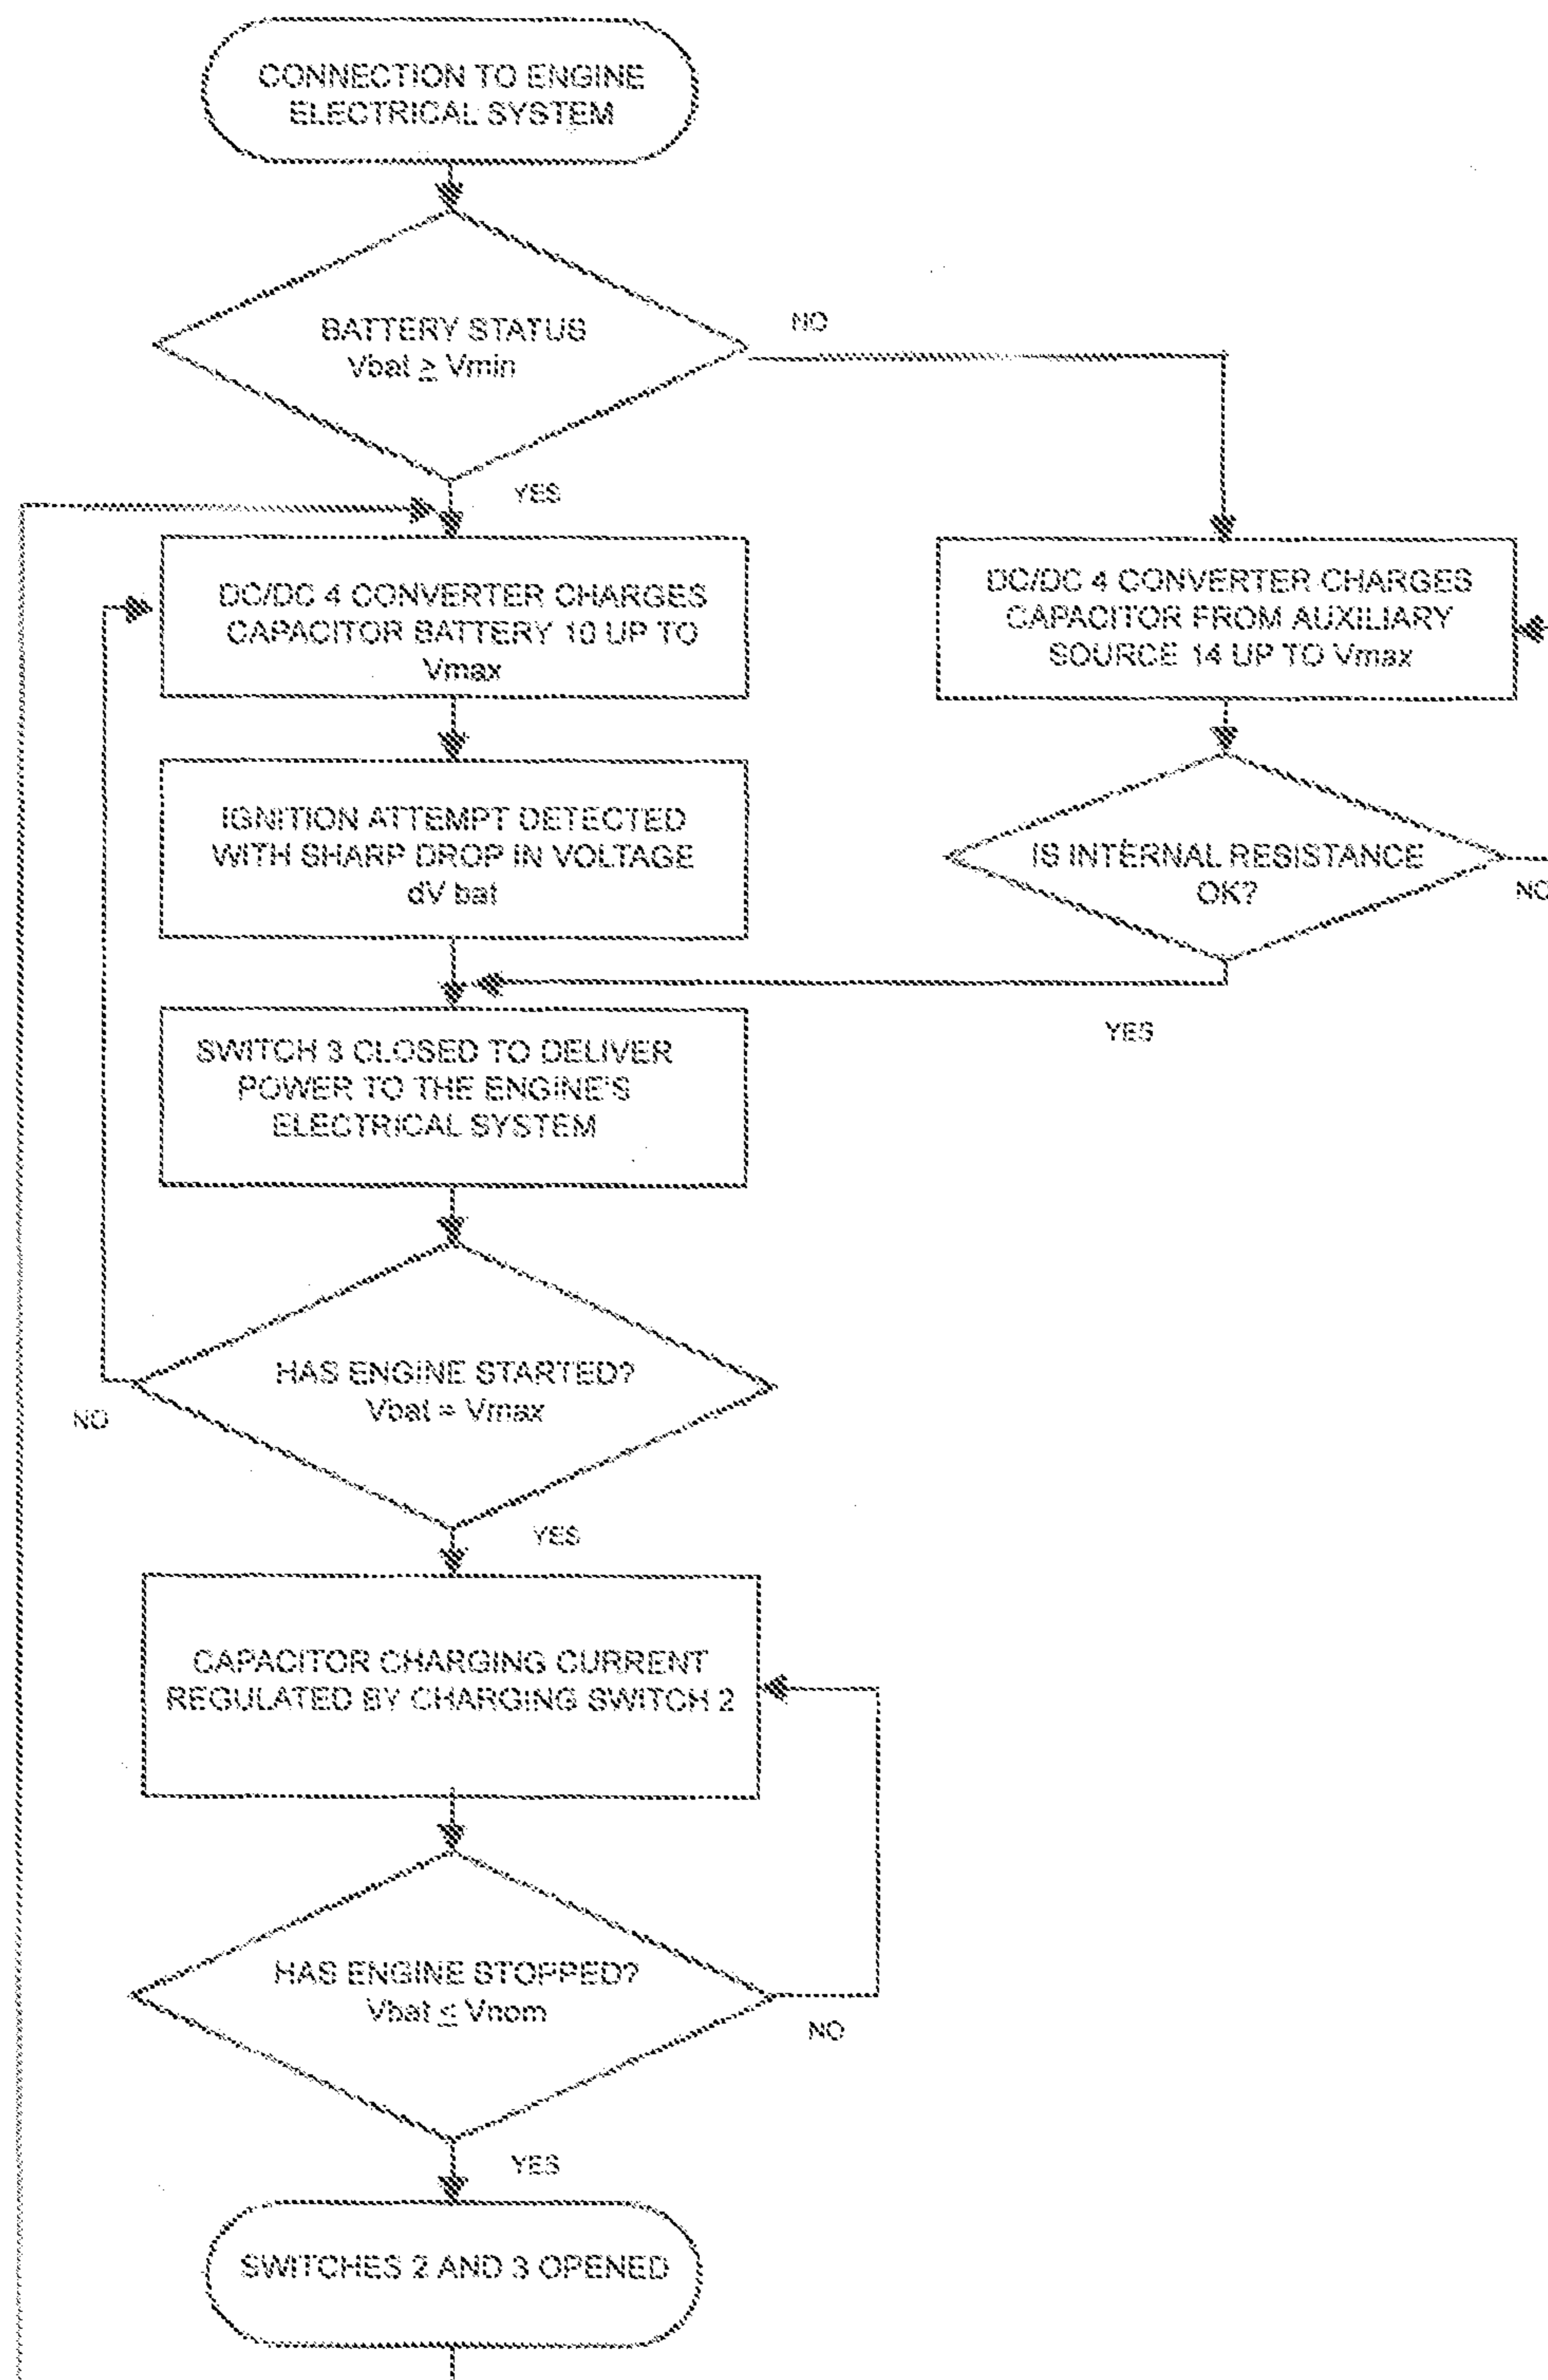 CONNECTION TO ENGINE
ELECTRICAL SYSTEM
BATTERY STATUS
Vbat ≥ Vmin
NO
YES
DC/DC 4 CONVERTER CHARGES
CAPACITOR BATTERY 10 UP TO
Vmax
DC/DC 4 CONVERTER CHARGES
CAPACITOR FROM AUXILIARY
SOURCE 14 UP TO Vmax
IGNITION ATTEMPT DETECTED
WITH SHARP DROP IN VOLTAGE
dV bat
IS INTERNAL RESISTANCE
OK?
NO
YES
SWITCH 3 CLOSED TO DELIVER
POWER TO THE ENGINE'S
ELECTRICAL SYSTEM
HAS ENGINE STARTED?
Vbat = Vmax
NO
YES
CAPACITOR CHARGING CURRENT
REGULATED BY CHARGING SWITCH 2
HAS ENGINE STOPPED?
Vbat ≤ Vnom
NO
YES
SWITCHES 2 AND 3 OPENED